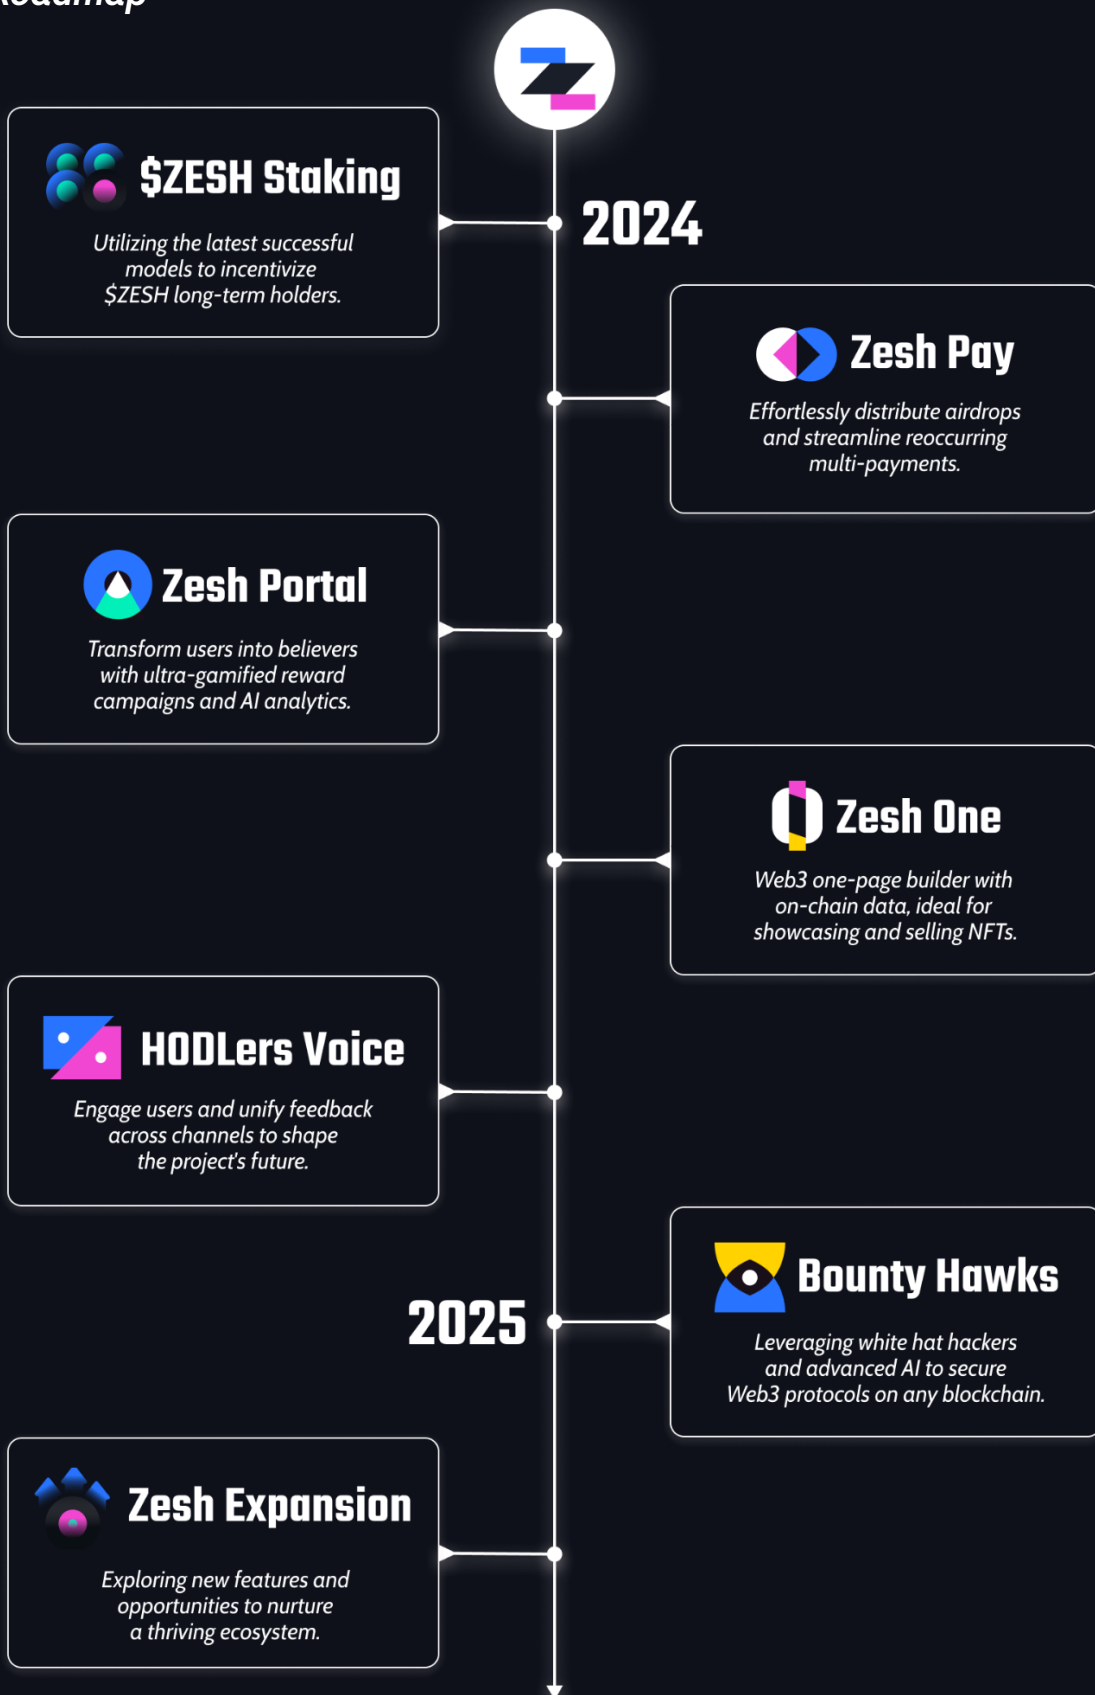 Roadmap
$ZESH Staking
Utilizing the latest successful
models to incentivize
$ZESH long-term holders.
2024
Zesh Pay
Effortlessly distribute airdrops
and streamline reoccurring
multi-payments.
Zesh Portal
Transform users into believers
with ultra-gamified reward
campaigns and AI analytics.
Zesh One
Web3 one-page builder with
on-chain data, ideal for
showcasing and selling NFTs.
HODLers Voice
Engage users and unify feedback
across channels to shape
the project's future.
2025
Bounty Hawks
Leveraging white hat hackers
and advanced AI to secure
Web3 protocols on any blockchain.
Zesh Expansion
Exploring new features and
opportunities to nurture
a thriving ecosystem.